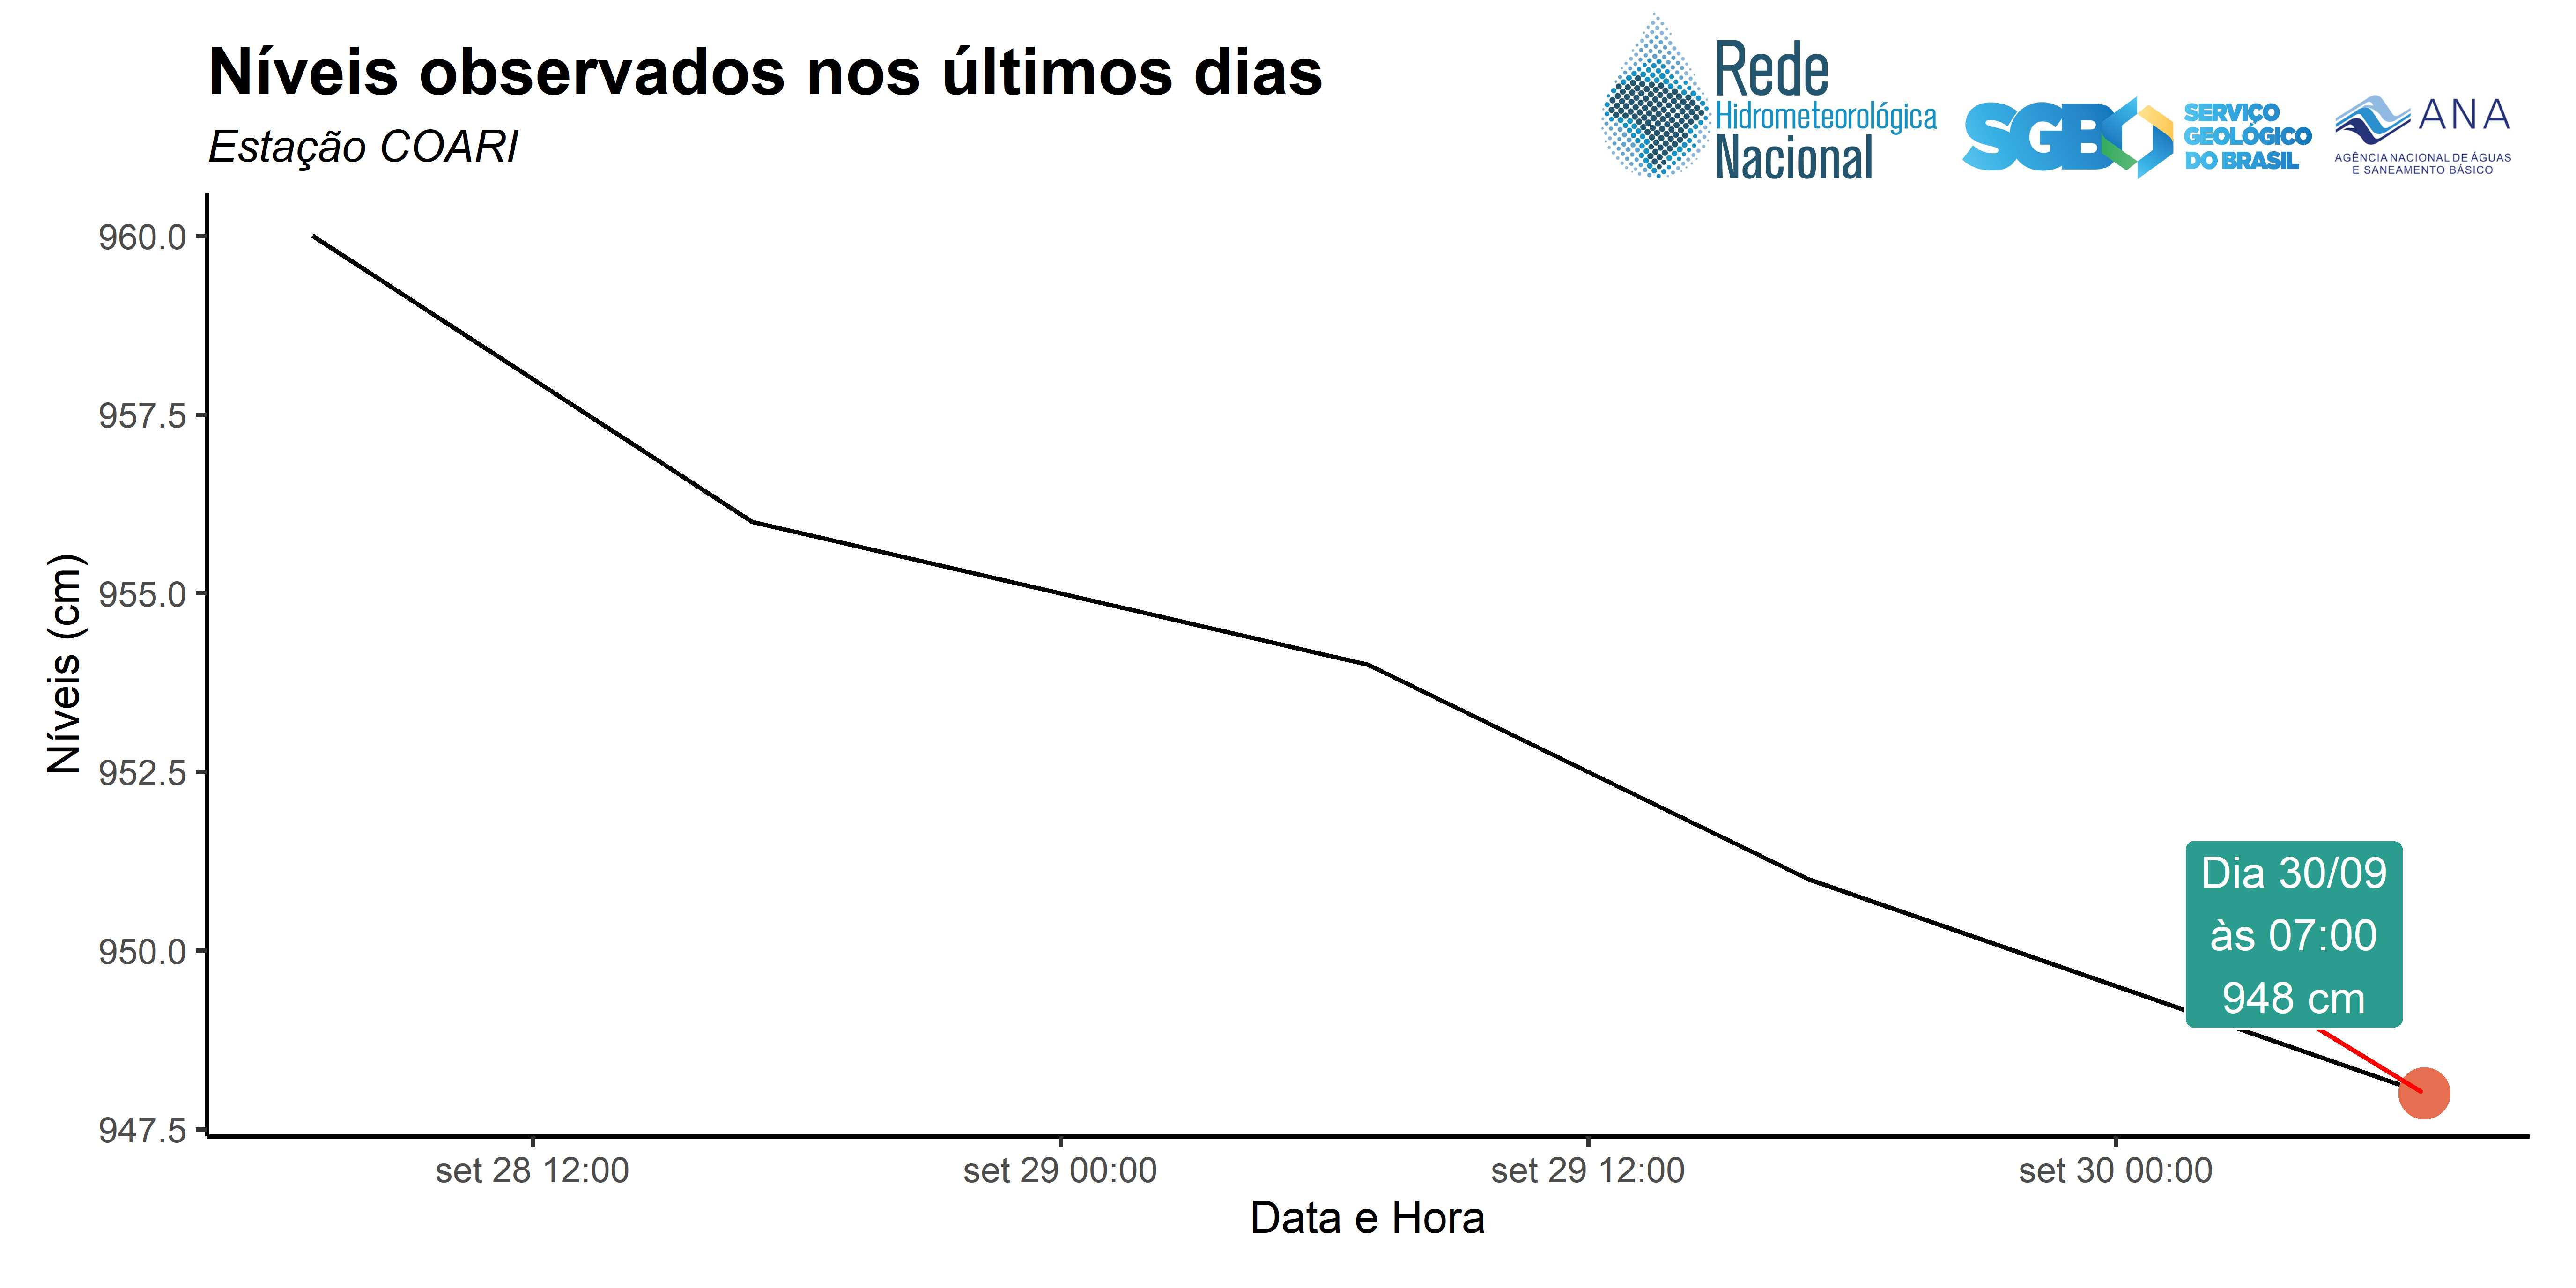 Níveis observados nos últimos dias
Estação COARI
Rede
Hidrometeorológica
Nacional
SGB
SERVIÇO
GEOLÓGICO
DO BRASIL
ANA
AGÊNCIA NACIONAL DE ÁGUAS
E SANEAMENTO BÁSICO
Níveis (cm)
960.0
957.5
955.0
952.5
950.0
947.5
Dia 30/09
às 07:00
948 cm
set 28 12:00
set 29 00:00
set 29 12:00
set 30 00:00
Data e Hora